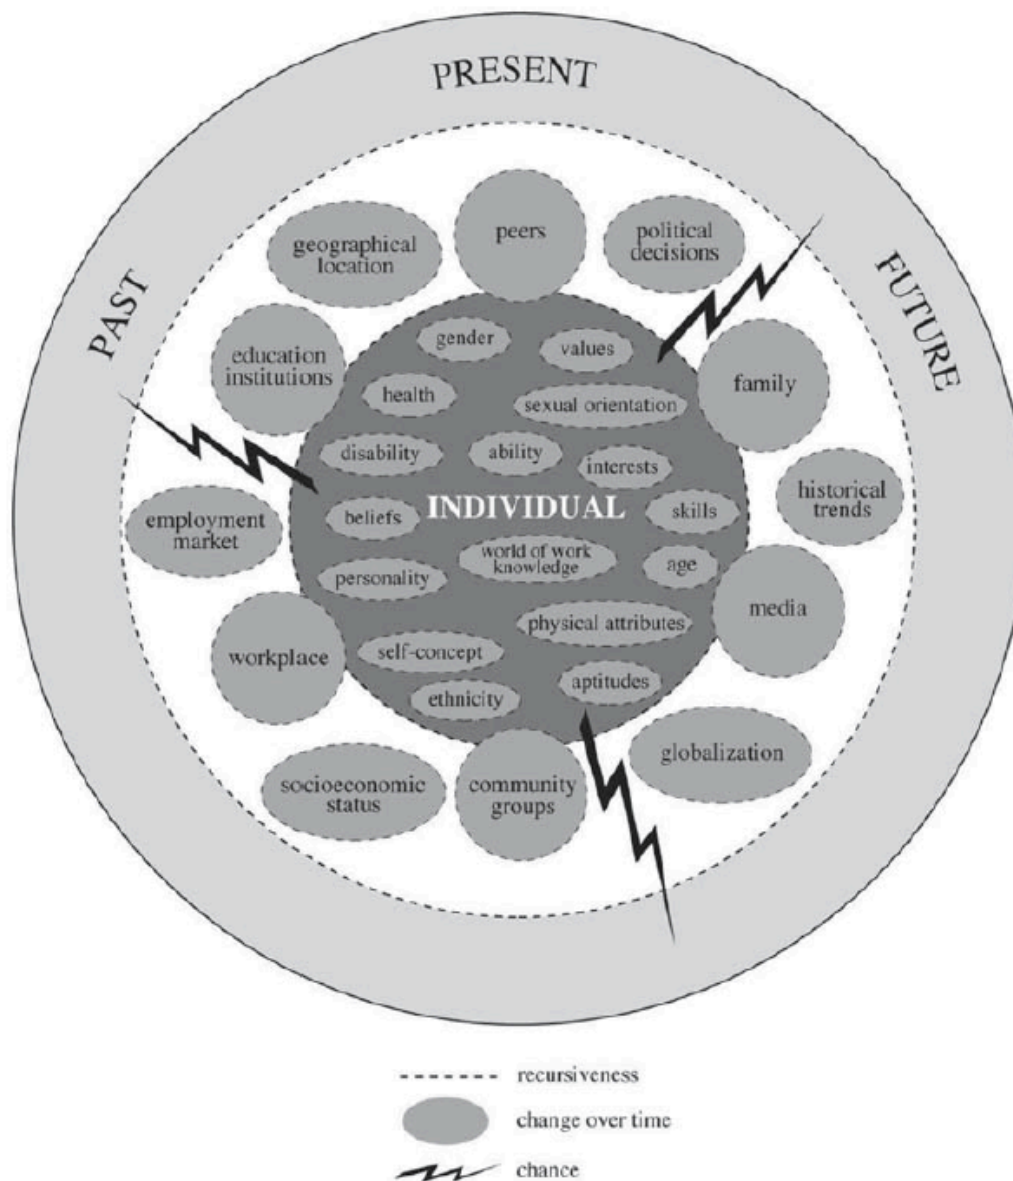 PRESENT
PAST
FUTURE
peers
political
decisions
geographical
location
education
institutions
family
gender
values
health
sexual orientation
disability
ability
interests
INDIVIDUAL
beliefs
skills
historical
trends
employment
market
world of work
knowledge
age
personality
physical attributes
media
workplace
self-concept
aptitudes
ethnicity
globalization
socioeconomic
status
community
groups
recursiveness
change over time
chance